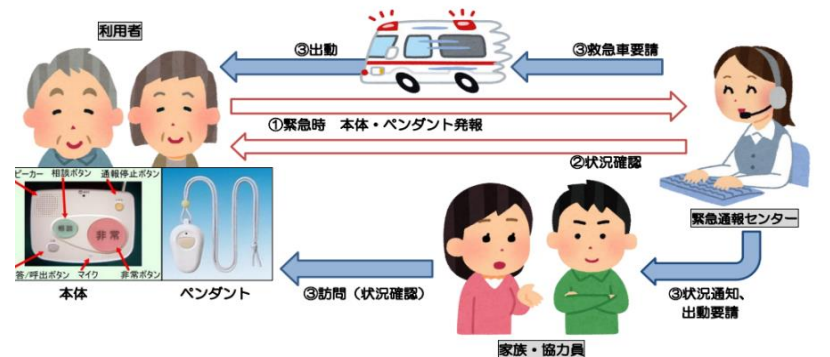 利用者
③出動
③救急車要請
①緊急時 本体・ペンダント発報
②状況確認
ピーカー 相談ボタン 通報停止ボタン
相談
非常
答/呼出ボタン マイク 非常ボタン
本体
ペンダント
緊急通報センター
③訪問（状況確認）
③状況通知、
出動要請
家族・協力員